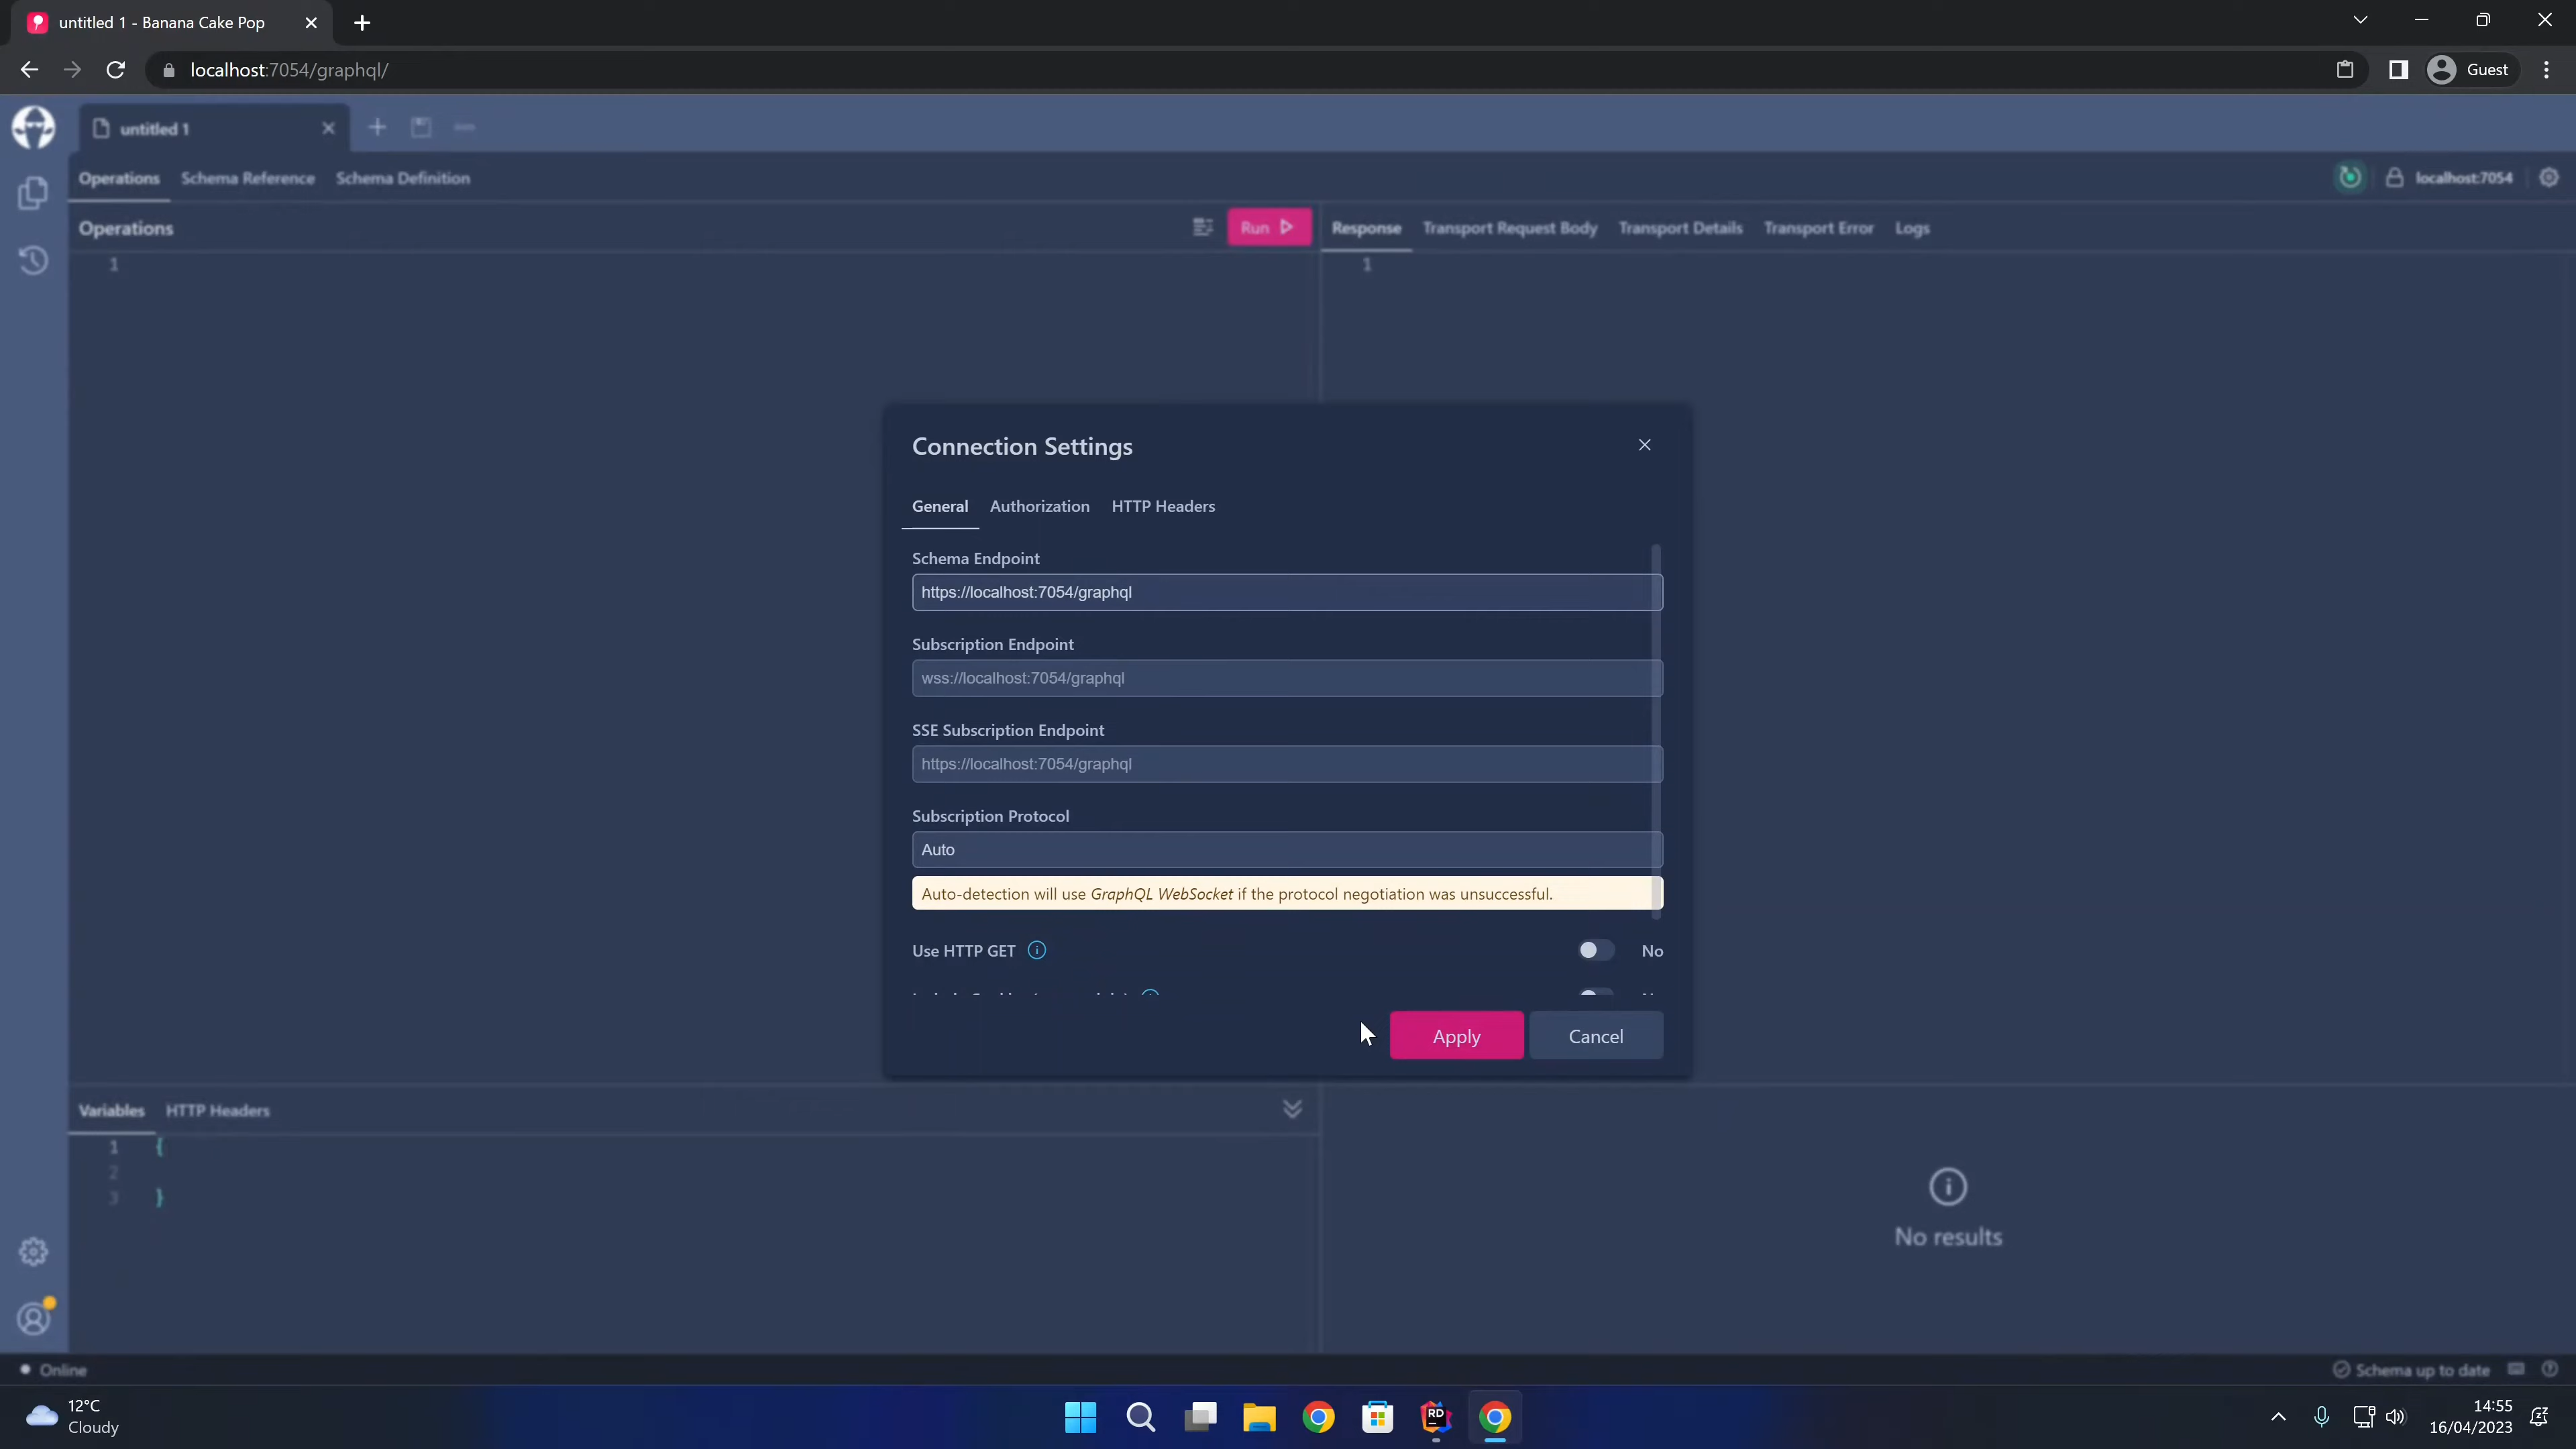 untitled 1 - Banana Cake Pop
localhost:7054/graphql/
Guest
untitled 1
Operations Schema Reference Schema Definition
localhost:7054
Operations
Run
Response Transport Request Body Transport Details Transport Error Logs
1
1
Connection Settings
General Authorization HTTP Headers
Schema Endpoint
https://localhost:7054/graphql
Subscription Endpoint
wss://localhost:7054/graphql
SSE Subscription Endpoint
https://localhost:7054/graphql
Subscription Protocol
Auto
Auto-detection will use GraphQL WebSocket if the protocol negotiation was unsuccessful.
Use HTTP GET
No
Apply
Cancel
Variables HTTP Headers
1 {
2
3 }
No results
Online
Schema up to date
12°C
Cloudy
RD
14:55
16/04/2023